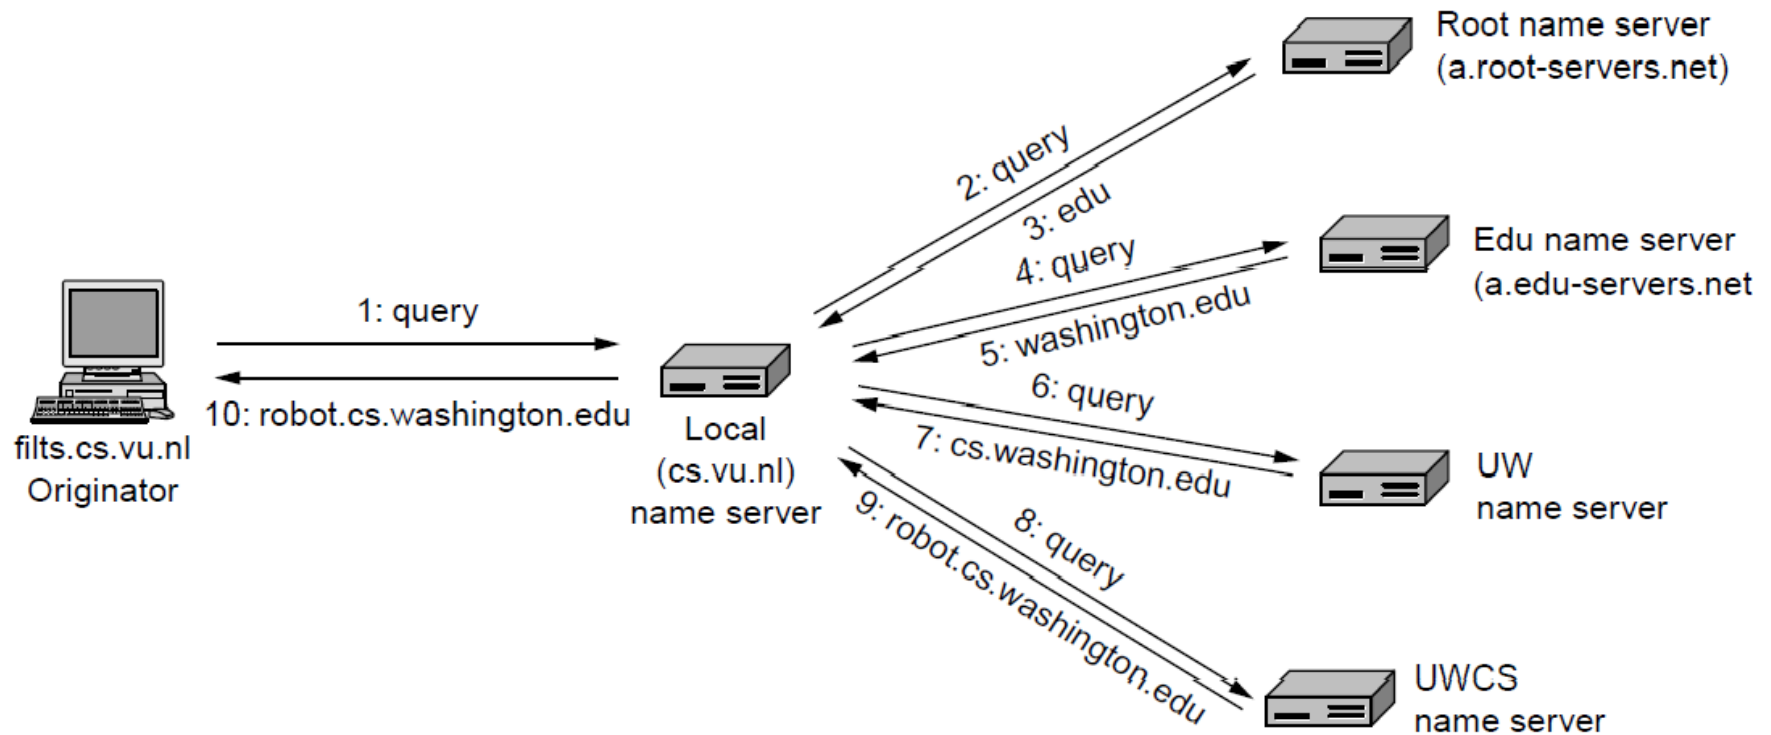 Root name server
(a.root-servers.net)
2: query
3: edu
4: query
Edu name server
(a.edu-servers.net
5: washington.edu
1: query
10: robot.cs.washington.edu
filts.cs.vu.nl
Originator
Local
(cs.vu.nl)
name server
6: query
7: cs.washington.edu
UW
name server
8: query
9: robot.cs.washington.edu
UWCS
name server